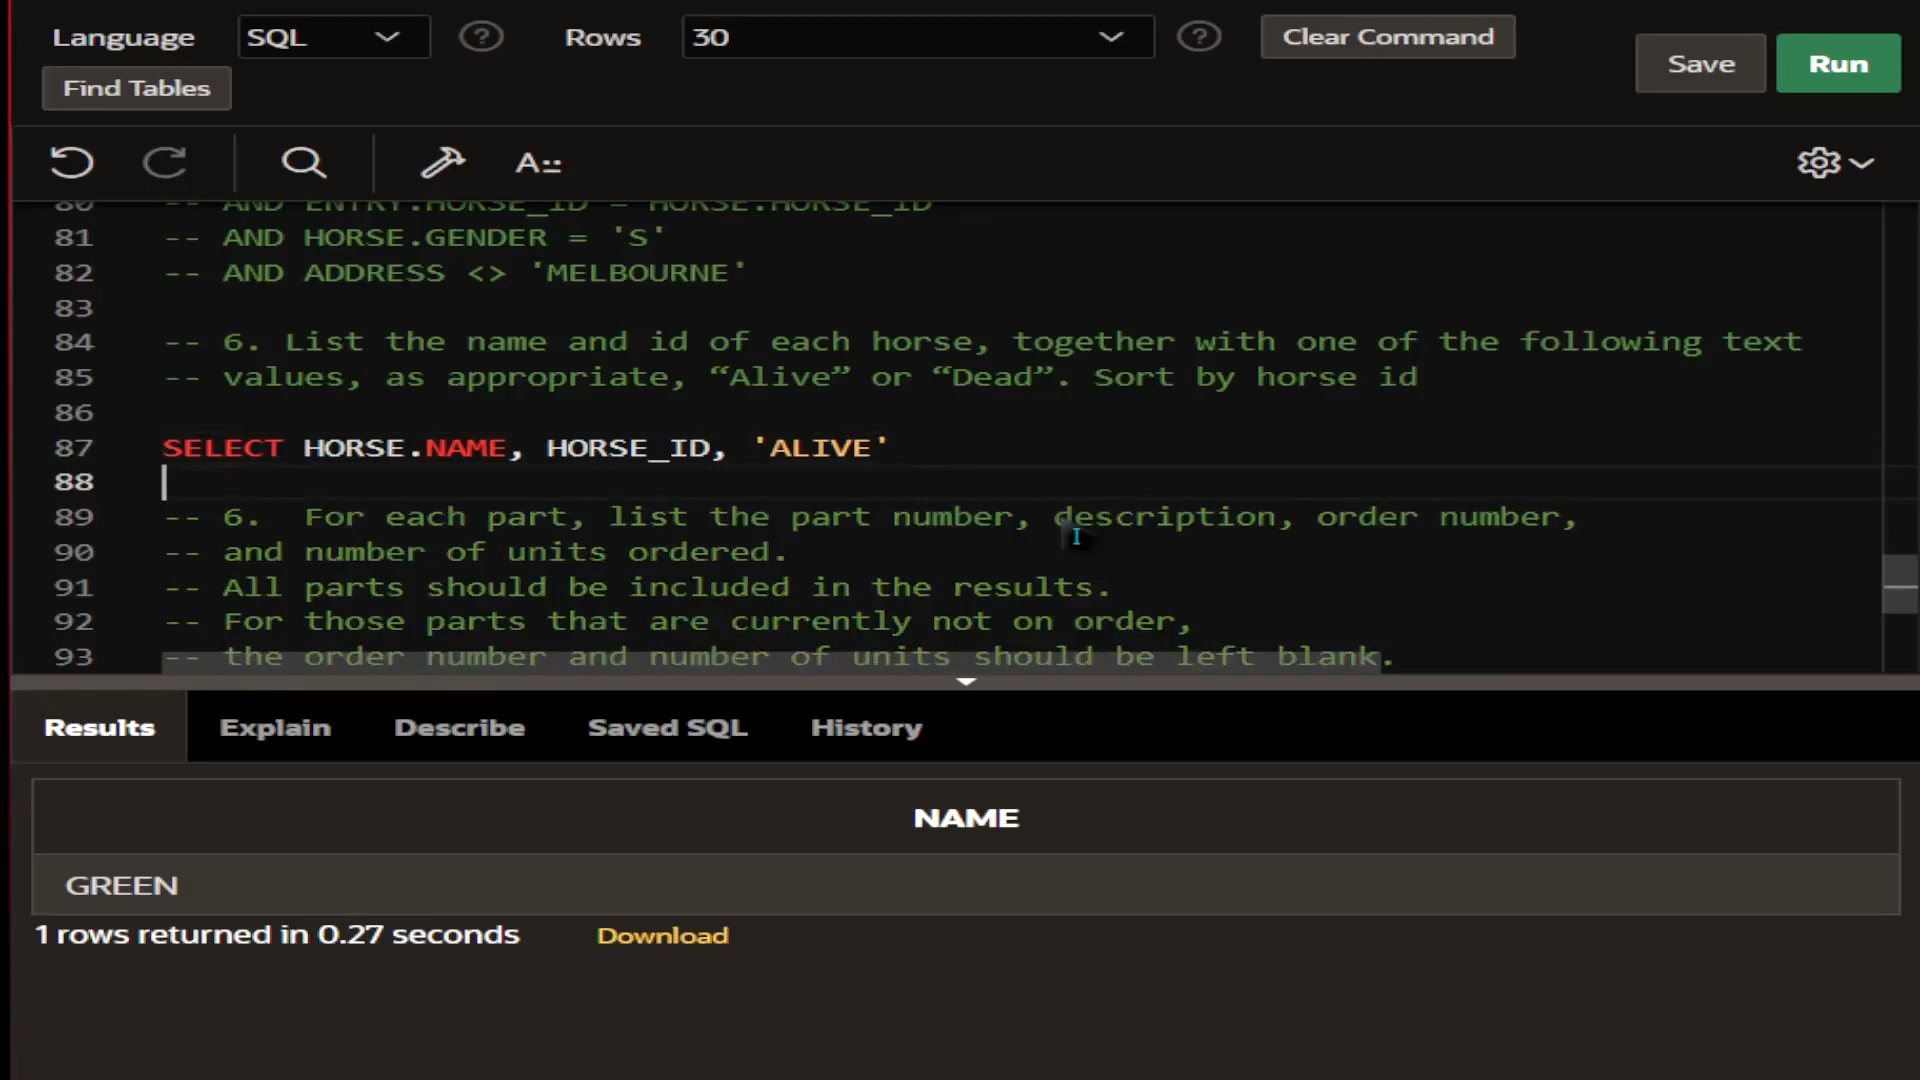 Language SQL Rows 30 Clear Command Save Run
Find Tables
A
80 -- AND ENTRY.HORSE_ID = HORSE.HORSE_ID
81 -- AND HORSE.GENDER = 'S'
82 -- AND ADDRESS <> 'MELBOURNE'
83
84 -- 6. List the name and id of each horse, together with one of the following text
85 -- values, as appropriate, “Alive” or “Dead”. Sort by horse id
86
87 SELECT HORSE.NAME, HORSE_ID, 'ALIVE'
88
89 -- 6.  For each part, list the part number, description, order number,
90 -- and number of units ordered.
91 -- All parts should be included in the results.
92 -- For those parts that are currently not on order,
93 -- the order number and number of units should be left blank.
Results Explain Describe Saved SQL History
NAME
GREEN
1 rows returned in 0.27 seconds Download